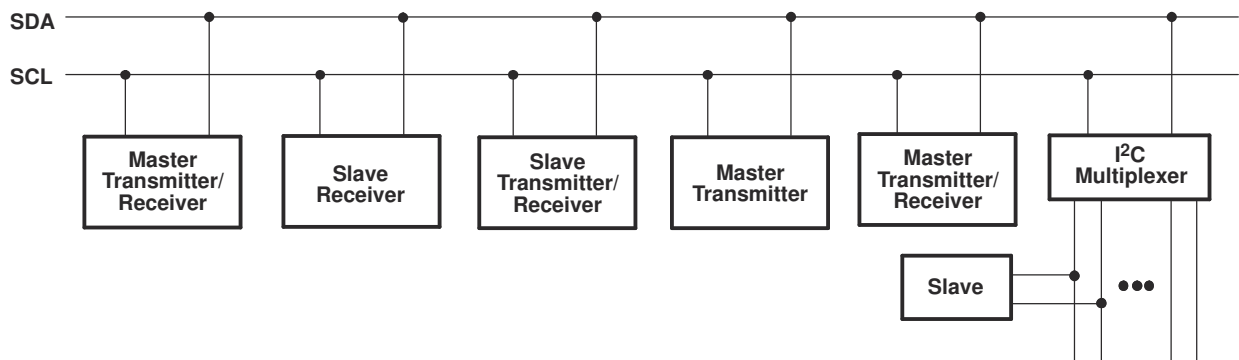 SDA
SCL
Master
Transmitter/
Receiver
Slave
Receiver
Slave
Transmitter/
Receiver
Master
Transmitter
Master
Transmitter/
Receiver
I²C
Multiplexer
Slave